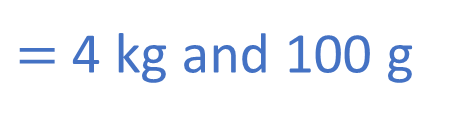 = 4 kg and 100 g